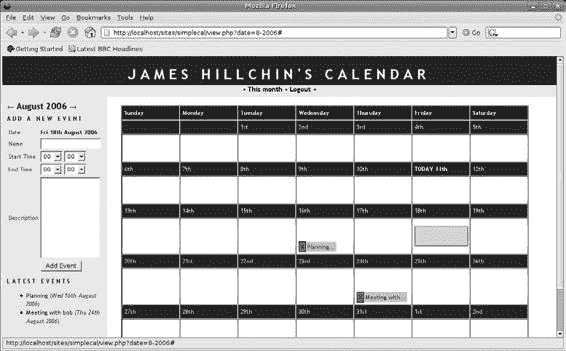 Mozilla Firefox
File Edit View Go Bookmarks Tools Help
http://localhost/sites/simplecal/view.php?date=8-2006#
Go
Getting Started Latest BBC Headlines
JAMES HILLCHIN'S CALENDAR
• This month • Logout •
← August 2006 →
ADD A NEW EVENT
Date Fri 18th August 2006
Name
Start Time 00 00
End Time 00 00
Description
Add Event
LATEST EVENTS
• Planning (Wed 16th August 2006)
• Meeting with bob (Thu 24th August 2006)
Sunday Monday Tuesday Wednesday Thursday Friday Saturday
1st 2nd 3rd 4th 5th
6th 7th 8th 9th 10th TODAY 11th 12th
13th 14th 15th 16th 17th 18th 19th
X Planning...
20th 21st 22nd 23rd 24th 25th 26th
X Meeting with...
27th 28th 29th 30th 31st 1st 2nd
http://localhost/sites/simplecal/view.php?date=8-2006#